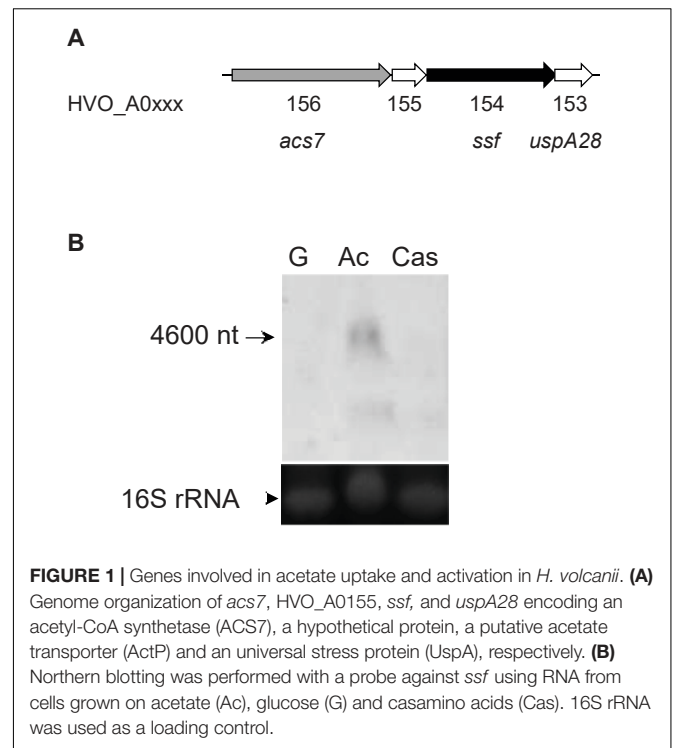 A
HVO_A0xxx 156 155 154 153
acs7 ssf uspA28
B
G Ac Cas
4600 nt
16S rRNA
FIGURE 1 | Genes involved in acetate uptake and activation in H. volcanii. (A)
Genome organization of acs7, HVO_A0155, ssf, and uspA28 encoding an
acetyl-CoA synthetase (ACS7), a hypothetical protein, a putative acetate
transporter (ActP) and an universal stress protein (UspA), respectively. (B)
Northern blotting was performed with a probe against ssf using RNA from
cells grown on acetate (Ac), glucose (G) and casamino acids (Cas). 16S rRNA
was used as a loading control.